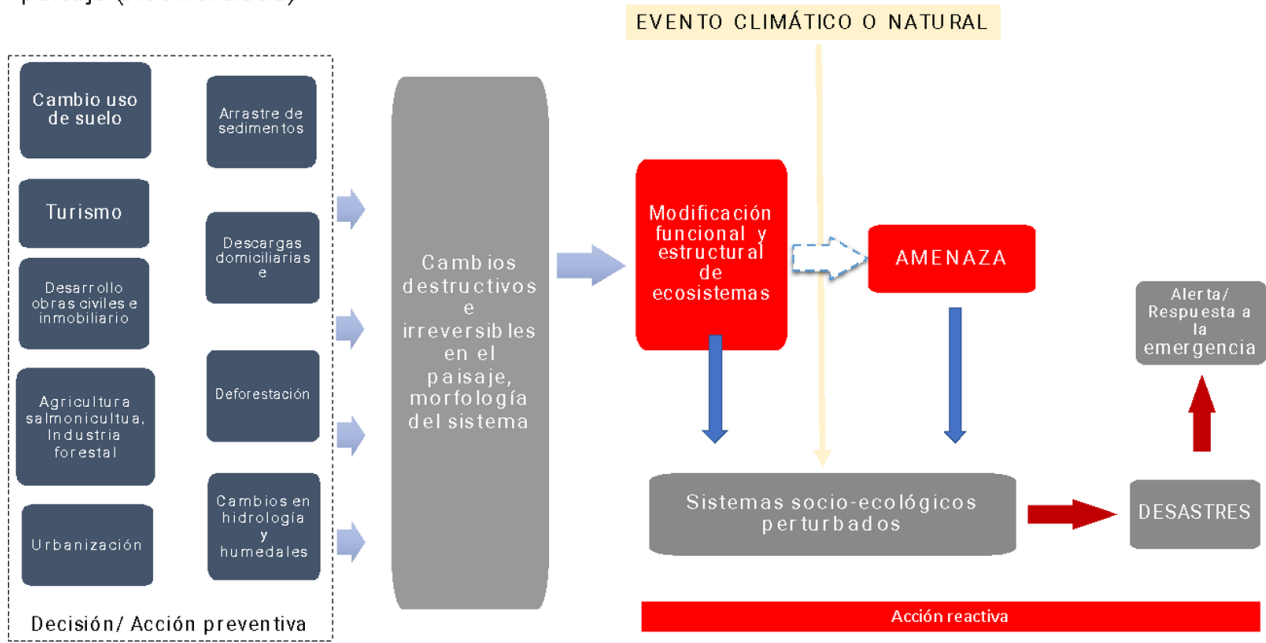 EVENTO CLIMÁTICO O NATURAL
Cambio uso
de suelo
Turismo
Desarrollo
obras civiles e
inmobiliario
Agricultura
salmonicultua,
Industria
forestal
Urbanización
Arrastre de
sedimentos
Descargas
domiciliarias
e
Deforestación
Cambios en
hidrología
y
humedales
Decisión/ Acción preventiva
Cambios
destructivos
e
irreversibles
en el
paisaje,
morfología
del sistema
Modificación
funcional y
estructural
de
ecosistemas
AMENAZA
Sistemas socio-ecológicos
perturbados
DESASTRES
Alerta/
Respuesta a
la
emergencia
Acción reactiva